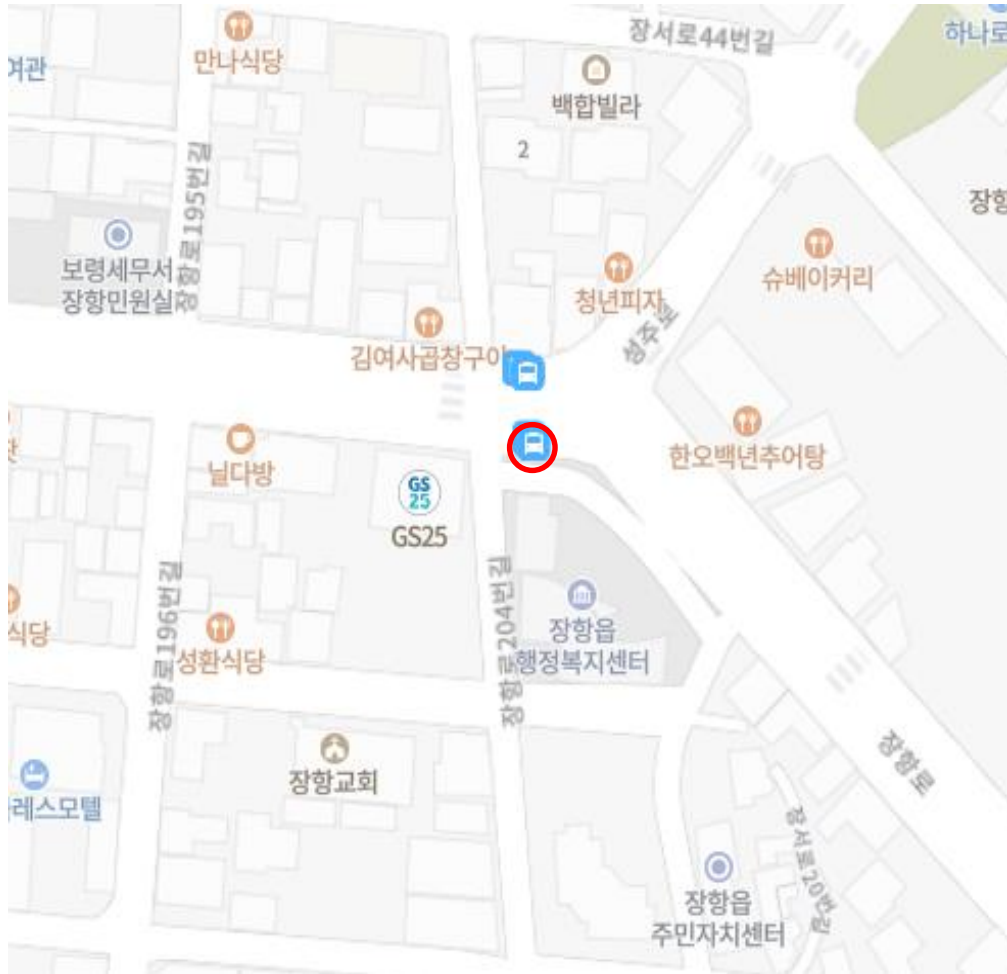 장서로44번길
하나로
만나식당
여관
백합빌라
2
장항로195번길
장항
보령세무서
장항민원실
슈베이커리
청년피자
성주로
김여사곱창구이
한오백년추어탕
닐다방
GS
25
GS25
장항로196번길
장항로204번길
식당
성환식당
장항읍
행정복지센터
장항로
장항교회
레스모텔
장서로20번길
장항읍
주민자치센터